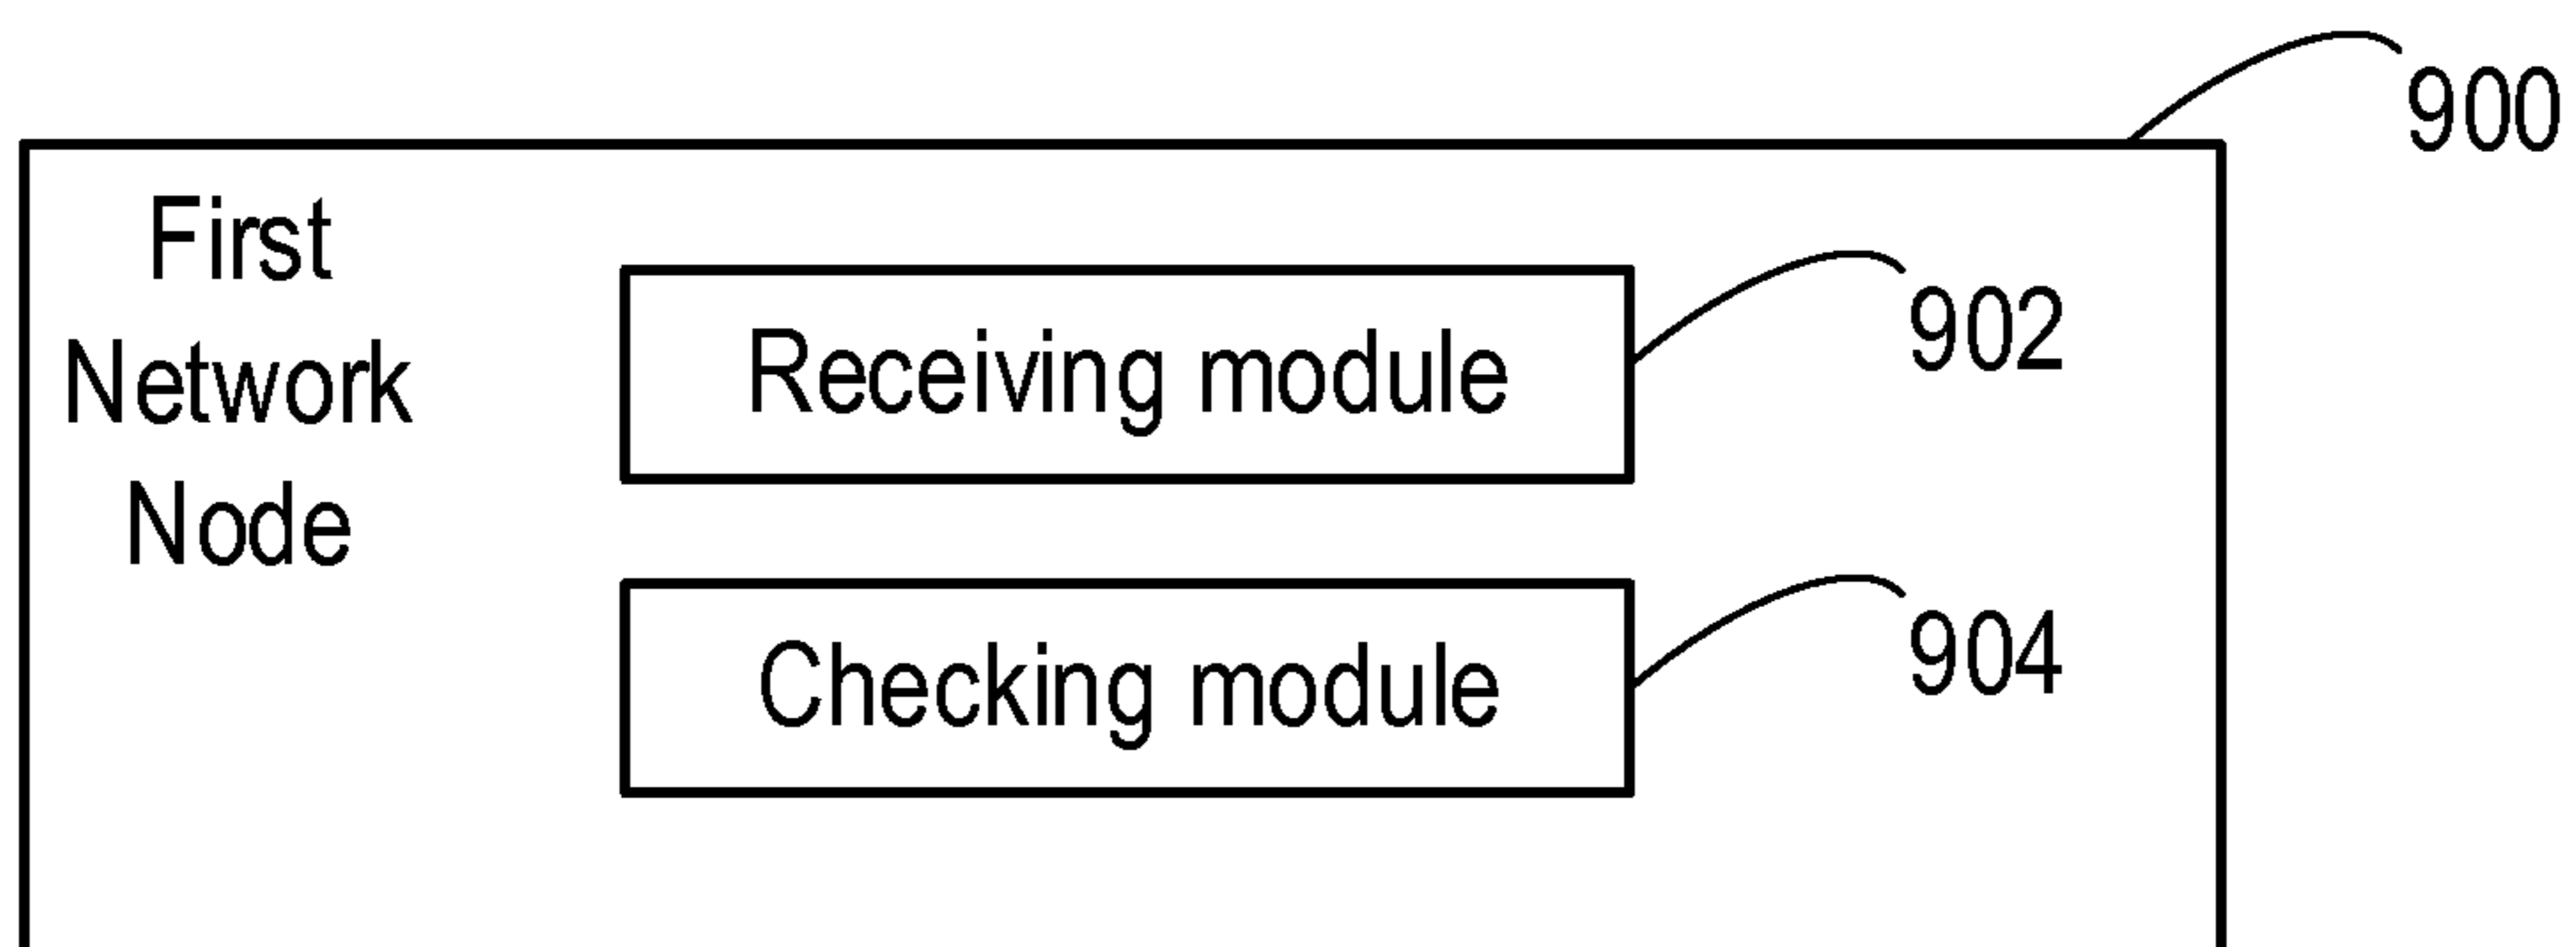 900
First
Network
Node
Receiving module
902
Checking module
904